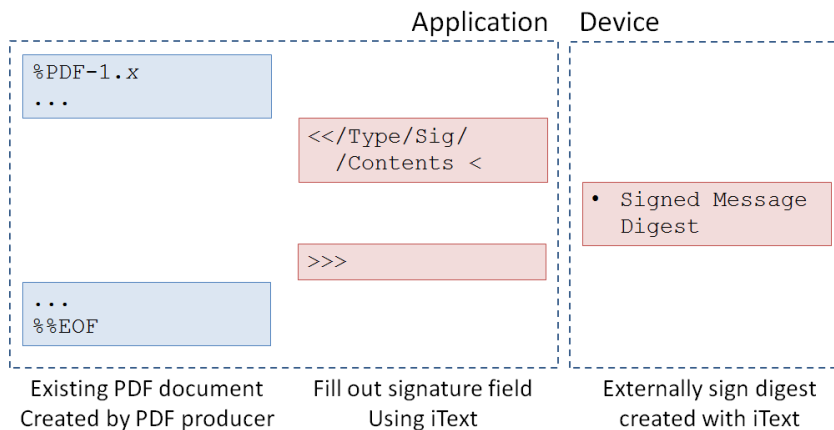 Application
Device
%PDF-1.x
...
<</Type/Sig/
/Contents <
• Signed Message
Digest
>>>
...
%%EOF
Existing PDF document
Created by PDF producer
Fill out signature field
Using iText
Externally sign digest
created with iText